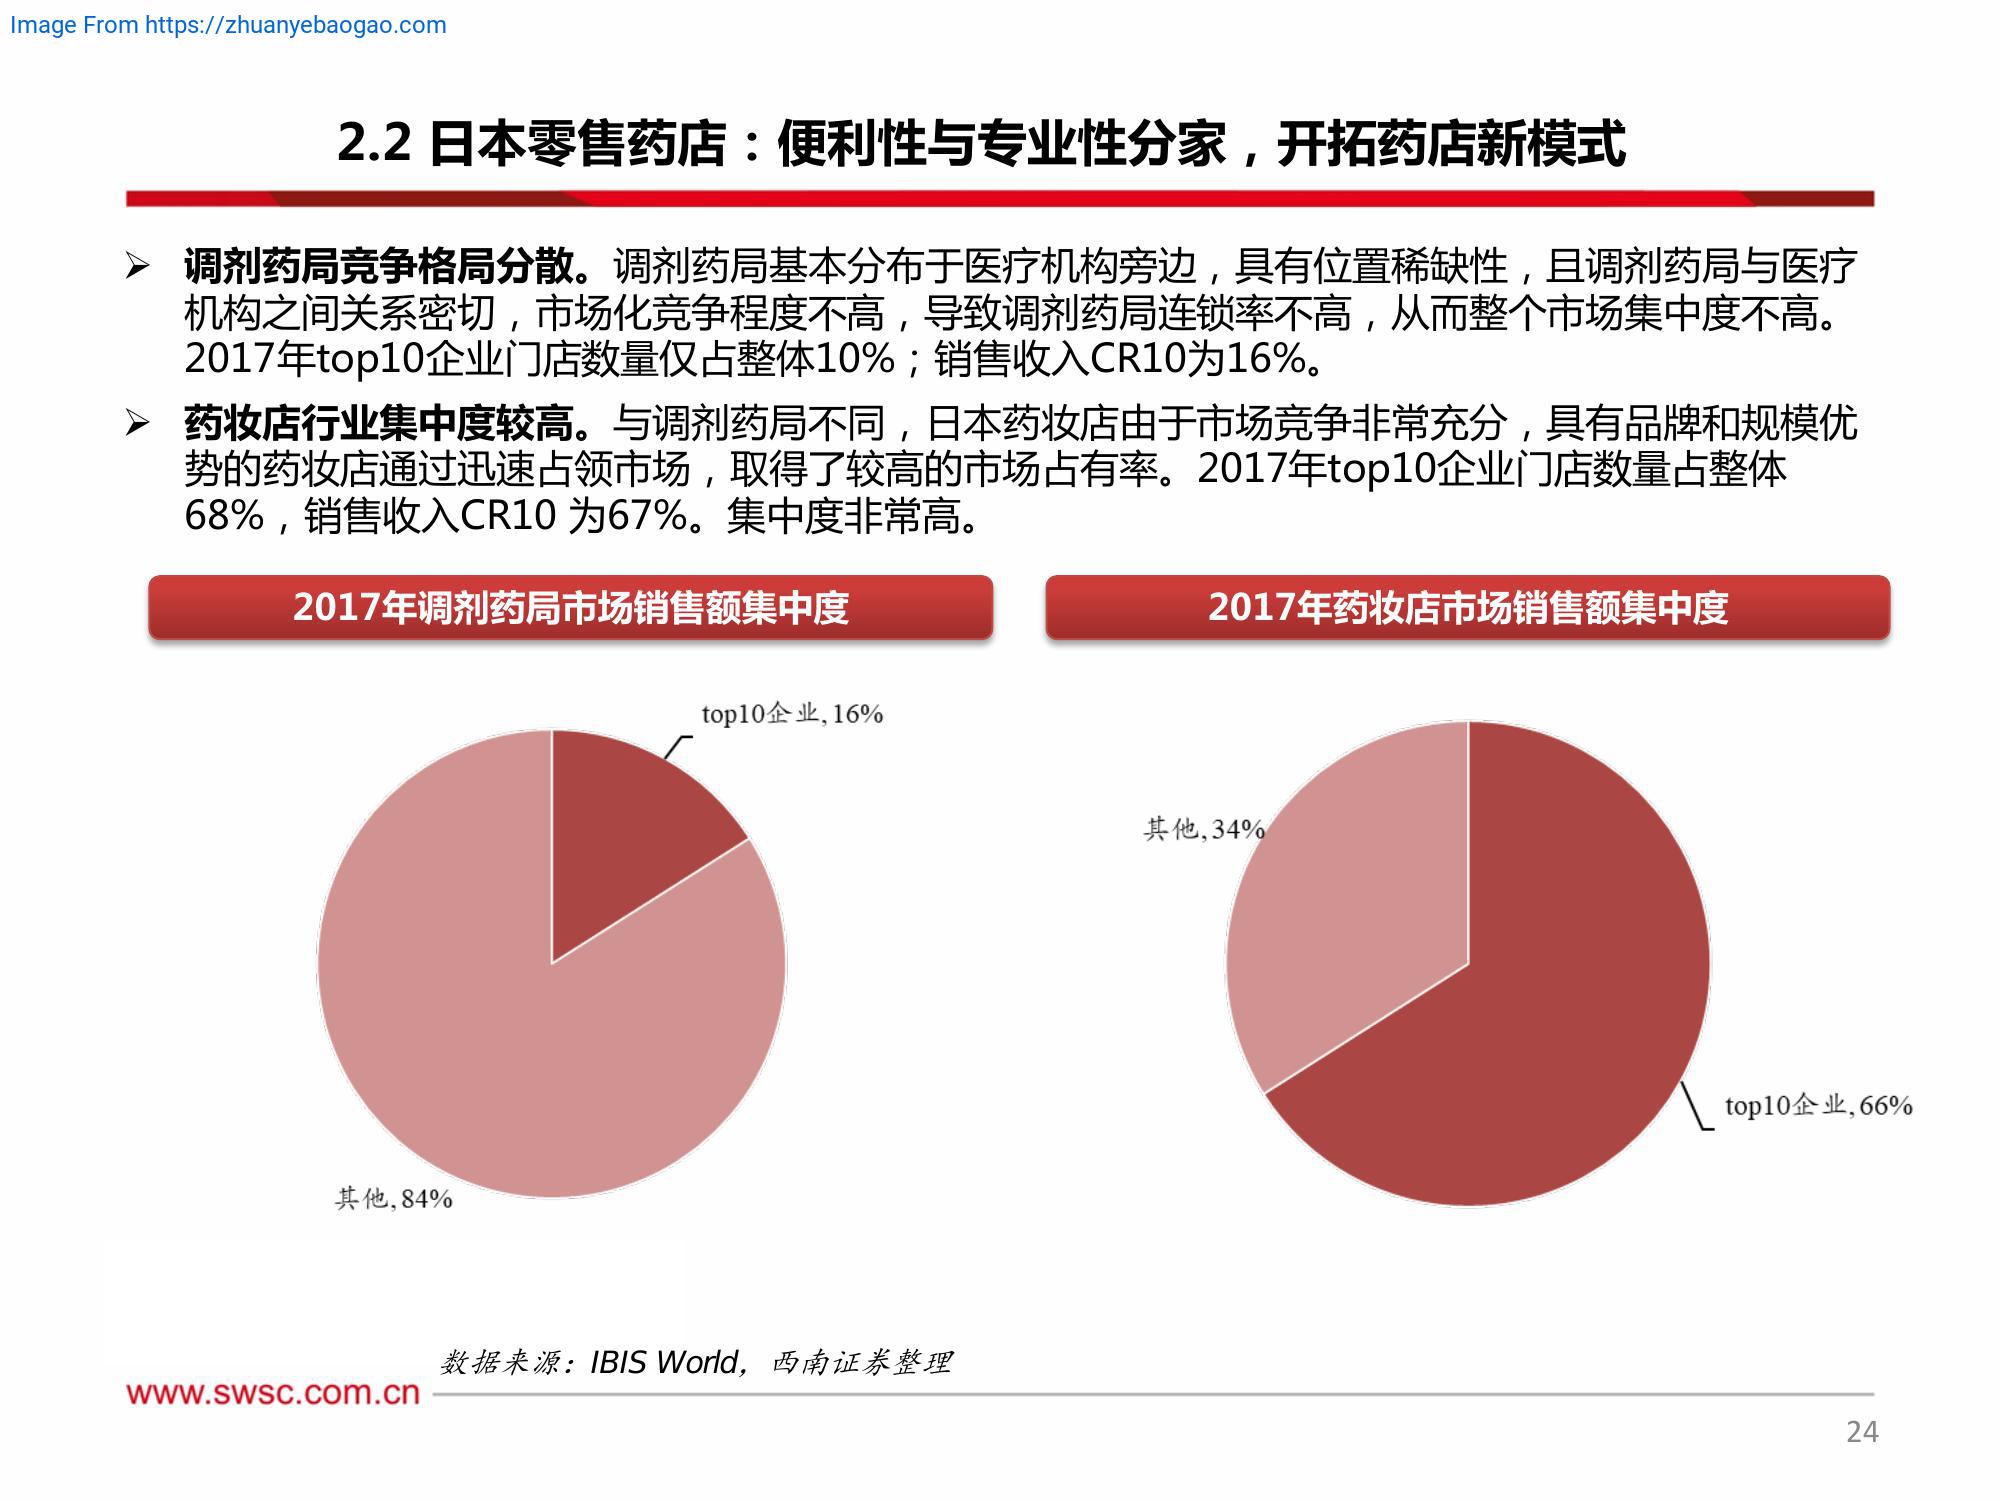 Image From https://zhuanyebaogao.com
2.2 日本零售药店：便利性与专业性分家，开拓药店新模式
➢ 调剂药局竞争格局分散。调剂药局基本分布于医疗机构旁边，具有位置稀缺性，且调剂药局与医疗
机构之间关系密切，市场化竞争程度不高，导致调剂药局连锁率不高，从而整个市场集中度不高。
2017年top10企业门店数量仅占整体10%；销售收入CR10为16%。
➢ 药妆店行业集中度较高。与调剂药局不同，日本药妆店由于市场竞争非常充分，具有品牌和规模优
势的药妆店通过迅速占领市场，取得了较高的市场占有率。2017年top10企业门店数量占整体
68%，销售收入CR10 为67%。集中度非常高。
2017年调剂药局市场销售额集中度
top10企业, 16%
其他, 84%
2017年药妆店市场销售额集中度
其他, 34%
top10企业, 66%
数据来源：IBIS World，西南证券整理
www.swsc.com.cn
24